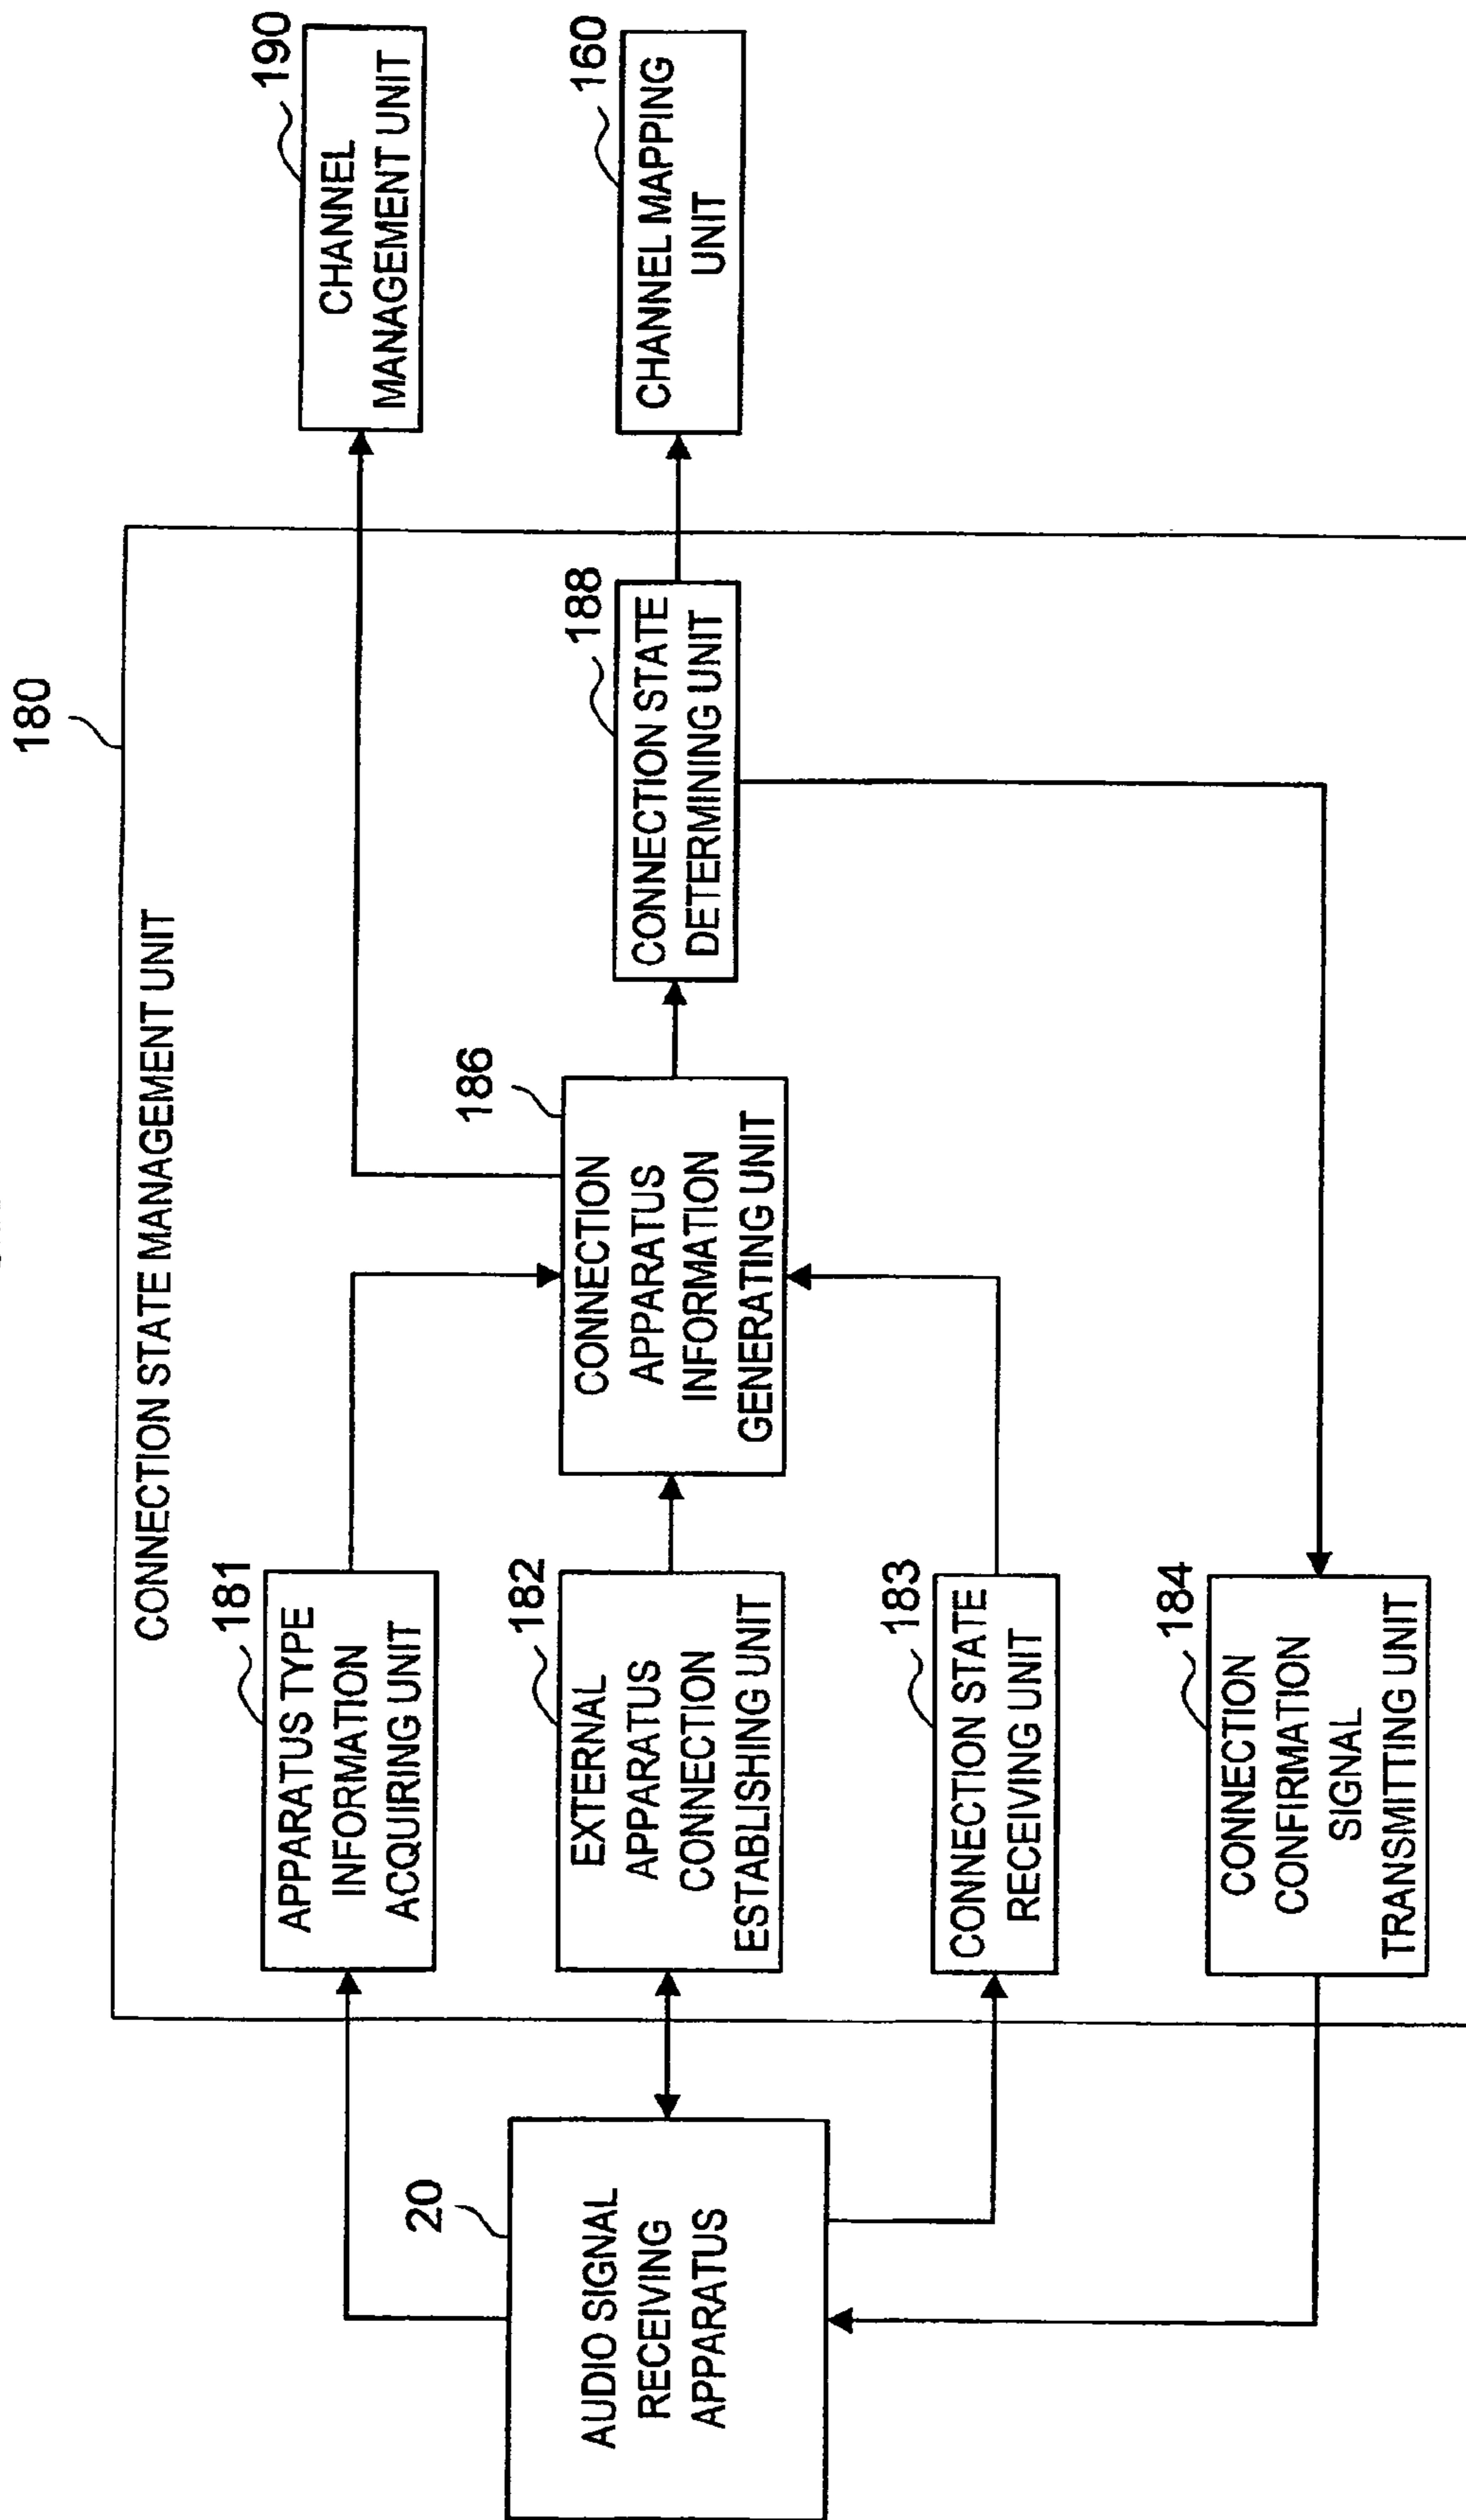 180
CONNECTION STATE MANAGEMENT UNIT
20
AUDIO SIGNAL
RECEIVING
APPARATUS
181
APPARATUS TYPE
INFORMATION
ACQUIRING UNIT
182
EXTERNAL
APPARATUS
CONNECTION
ESTABLISHING UNIT
183
CONNECTION STATE
RECEIVING UNIT
184
CONNECTION
CONFIRMATION
SIGNAL
TRANSMITTING UNIT
186
CONNECTION
APPARATUS
INFORMATION
GENERATING UNIT
188
CONNECTION STATE
DETERMINING UNIT
190
CHANNEL
MANAGEMENT UNIT
160
CHANNEL MAPPING
UNIT